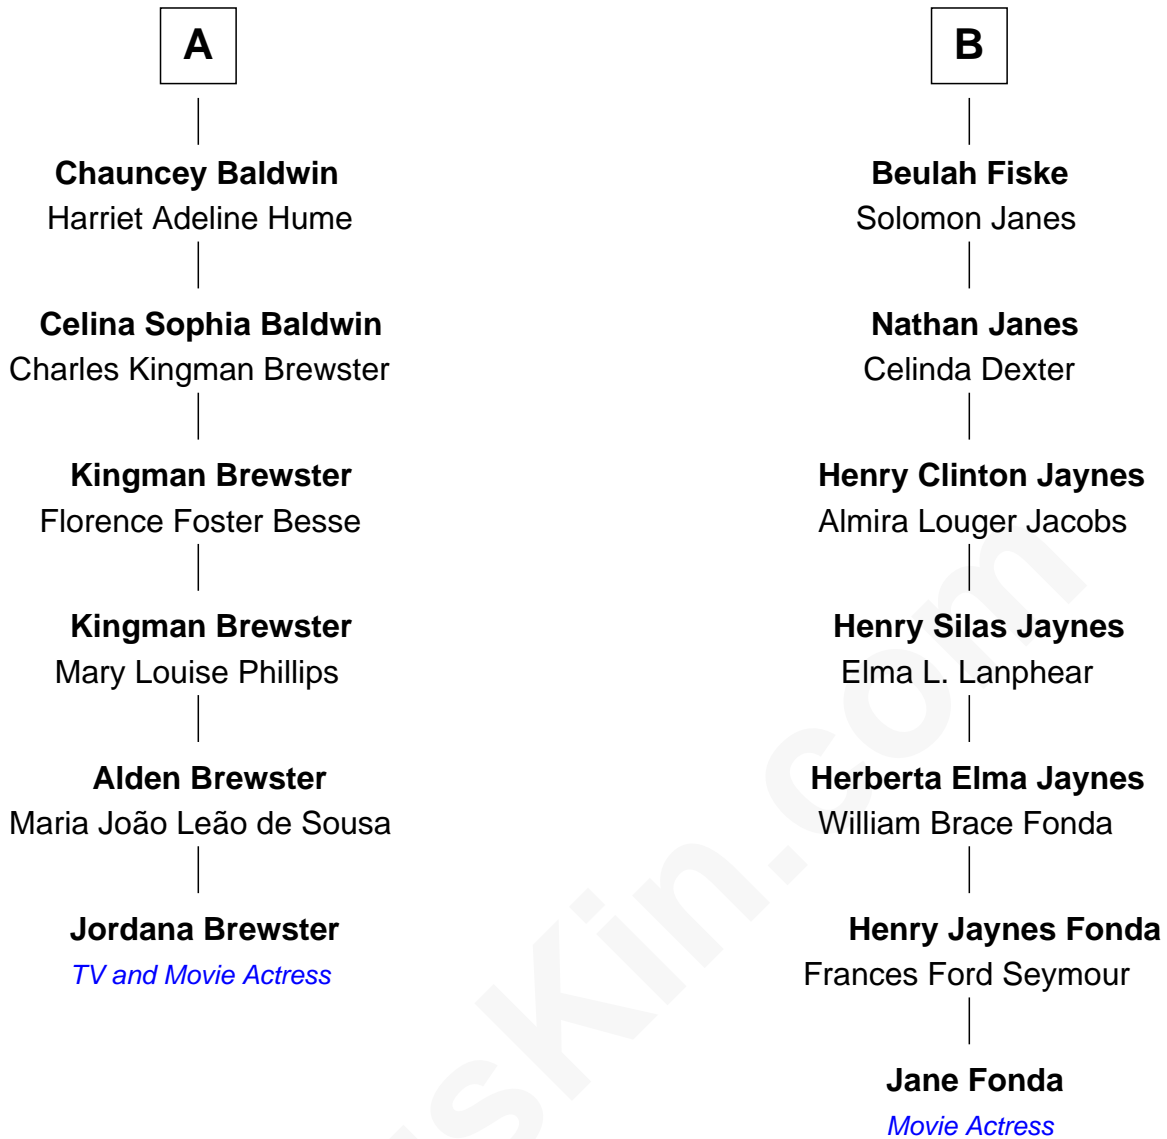 A
Chauncey Baldwin
Harriet Adeline Hume
Celina Sophia Baldwin
Charles Kingman Brewster
Kingman Brewster
Florence Foster Besse
Kingman Brewster
Mary Louise Phillips
Alden Brewster
Maria João Leão de Sousa
Jordana Brewster
TV and Movie Actress
B
Beulah Fiske
Solomon Janes
Nathan Janes
Celinda Dexter
Henry Clinton Jaynes
Almira Louger Jacobs
Henry Silas Jaynes
Elma L. Lanphear
Herberta Elma Jaynes
William Brace Fonda
Henry Jaynes Fonda
Frances Ford Seymour
Jane Fonda
Movie Actress
sKin.com